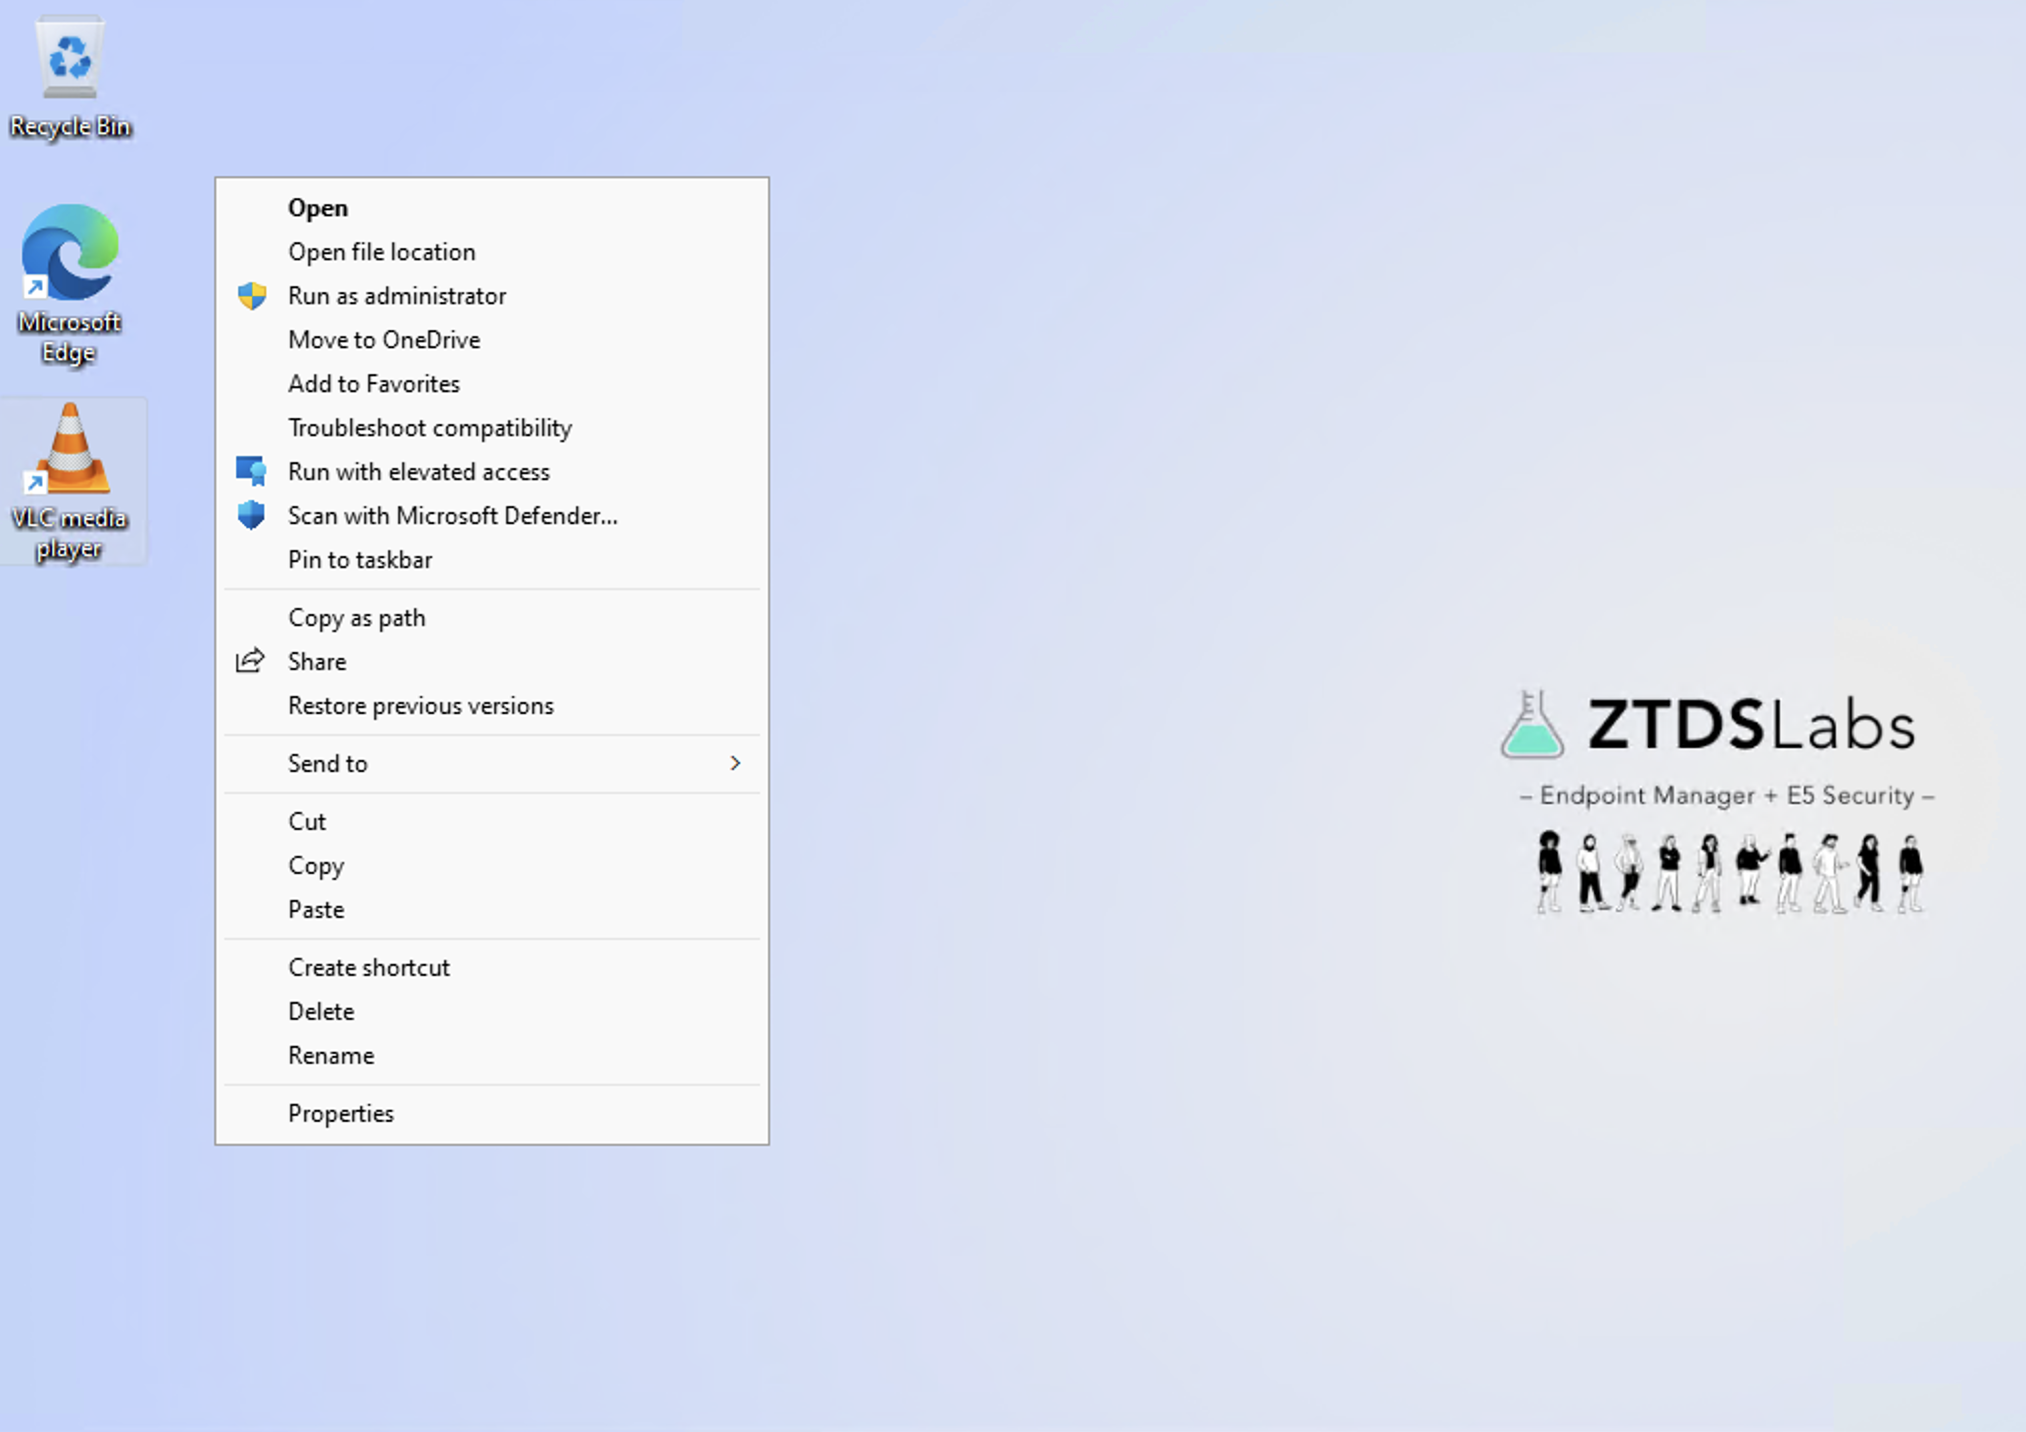 Recycle Bin
Microsoft
Edge
VLC media
player
Open
Open file location
Run as administrator
Move to OneDrive
Add to Favorites
Troubleshoot compatibility
Run with elevated access
Scan with Microsoft Defender...
Pin to taskbar
Copy as path
Share
Restore previous versions
Send to
Cut
Copy
Paste
Create shortcut
Delete
Rename
Properties
ZTDSLabs
– Endpoint Manager + E5 Security –